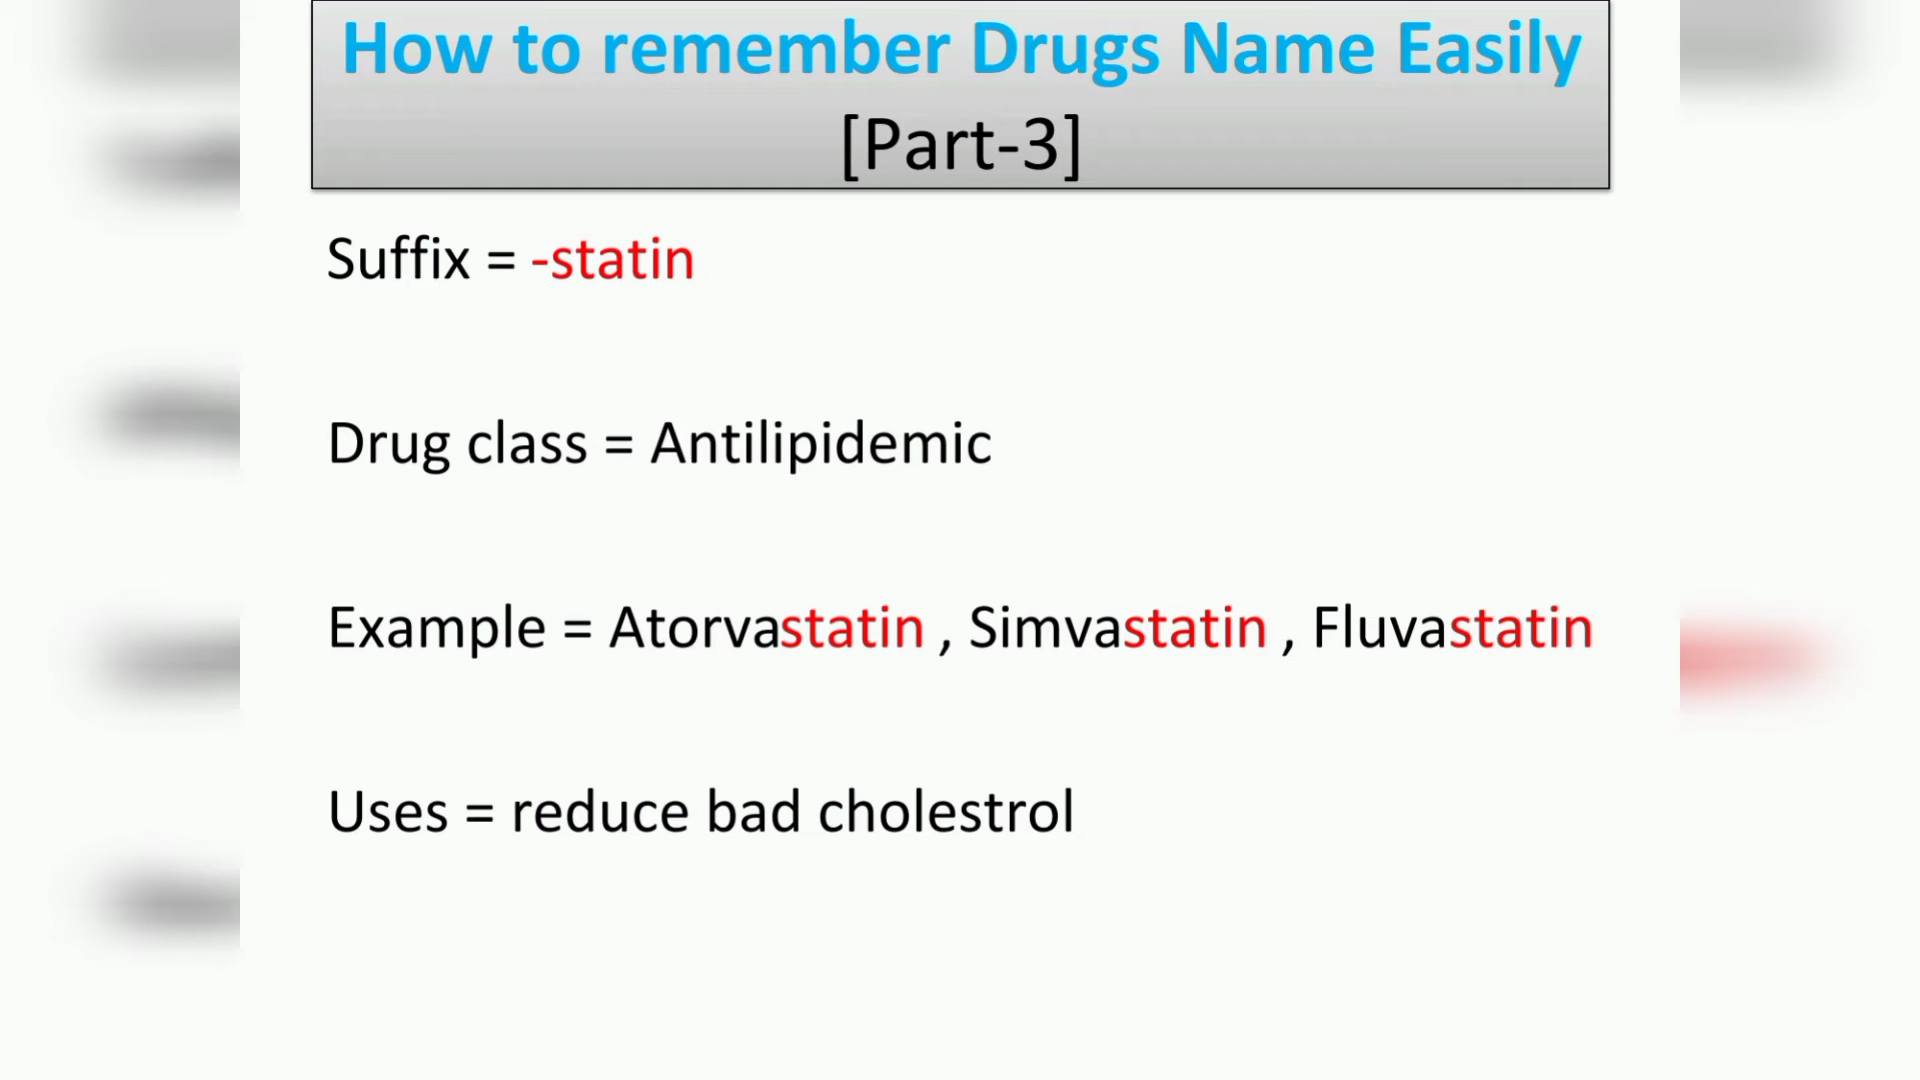 How to remember Drugs Name Easily
[Part-3]
Suffix = -statin
Drug class = Antilipidemic
Example = Atorvastatin , Simvastatin , Fluvastatin
Uses = reduce bad cholestrol